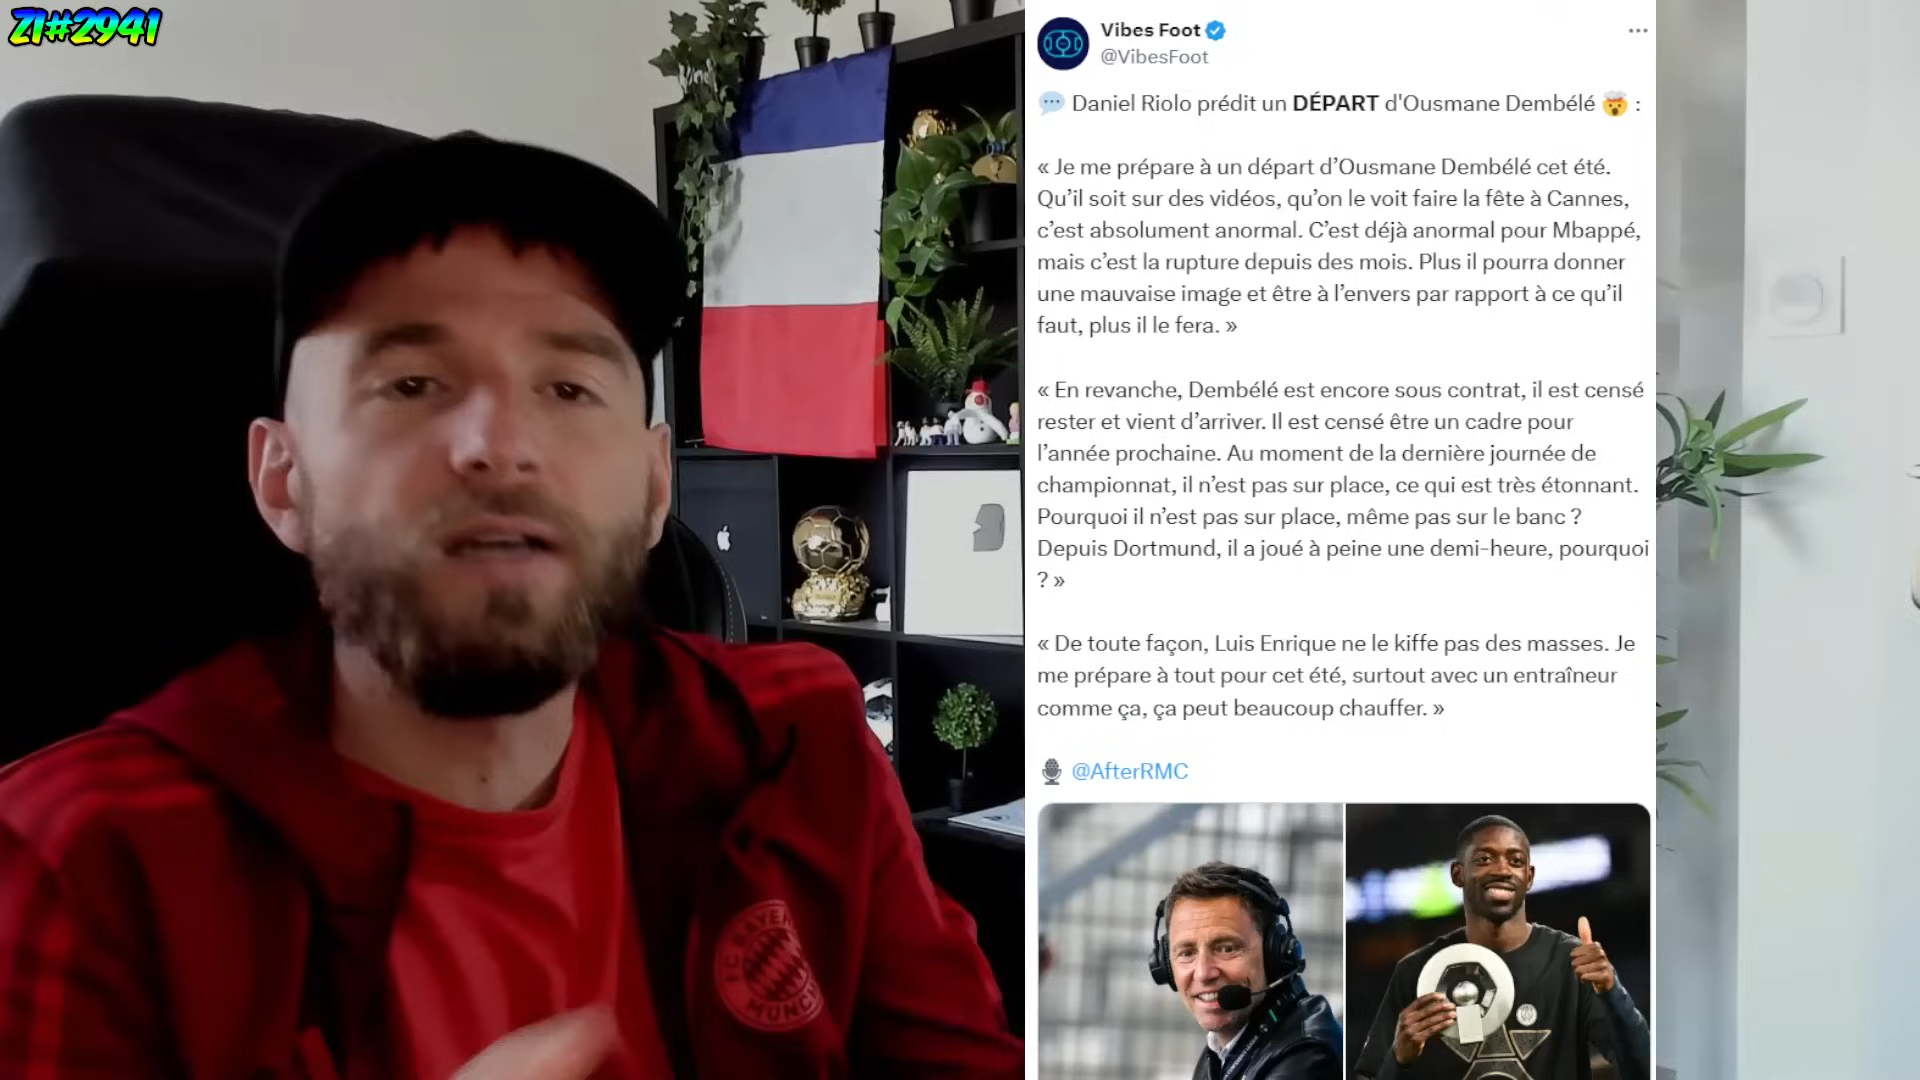 ZI#2941
Vibes Foot
@VibesFoot
Daniel Riolo prédit un DÉPART d'Ousmane Dembélé 🤯 :
« Je me prépare à un départ d’Ousmane Dembélé cet été.
Qu’il soit sur des vidéos, qu’on le voit faire la fête à Cannes,
c’est absolument anormal. C’est déjà anormal pour Mbappé,
mais c’est la rupture depuis des mois. Plus il pourra donner
une mauvaise image et être à l’envers par rapport à ce qu’il
faut, plus il le fera. »
« En revanche, Dembélé est encore sous contrat, il est censé
rester et vient d’arriver. Il est censé être un cadre pour
l’année prochaine. Au moment de la dernière journée de
championnat, il n’est pas sur place, ce qui est très étonnant.
Pourquoi il n’est pas sur place, même pas sur le banc ?
Depuis Dortmund, il a joué à peine une demi-heure, pourquoi
? »
« De toute façon, Luis Enrique ne le kiffe pas des masses. Je
me prépare à tout pour cet été, surtout avec un entraîneur
comme ça, ça peut beaucoup chauffer. »
@AfterRMC
FC BAYERN
MÜNCHEN